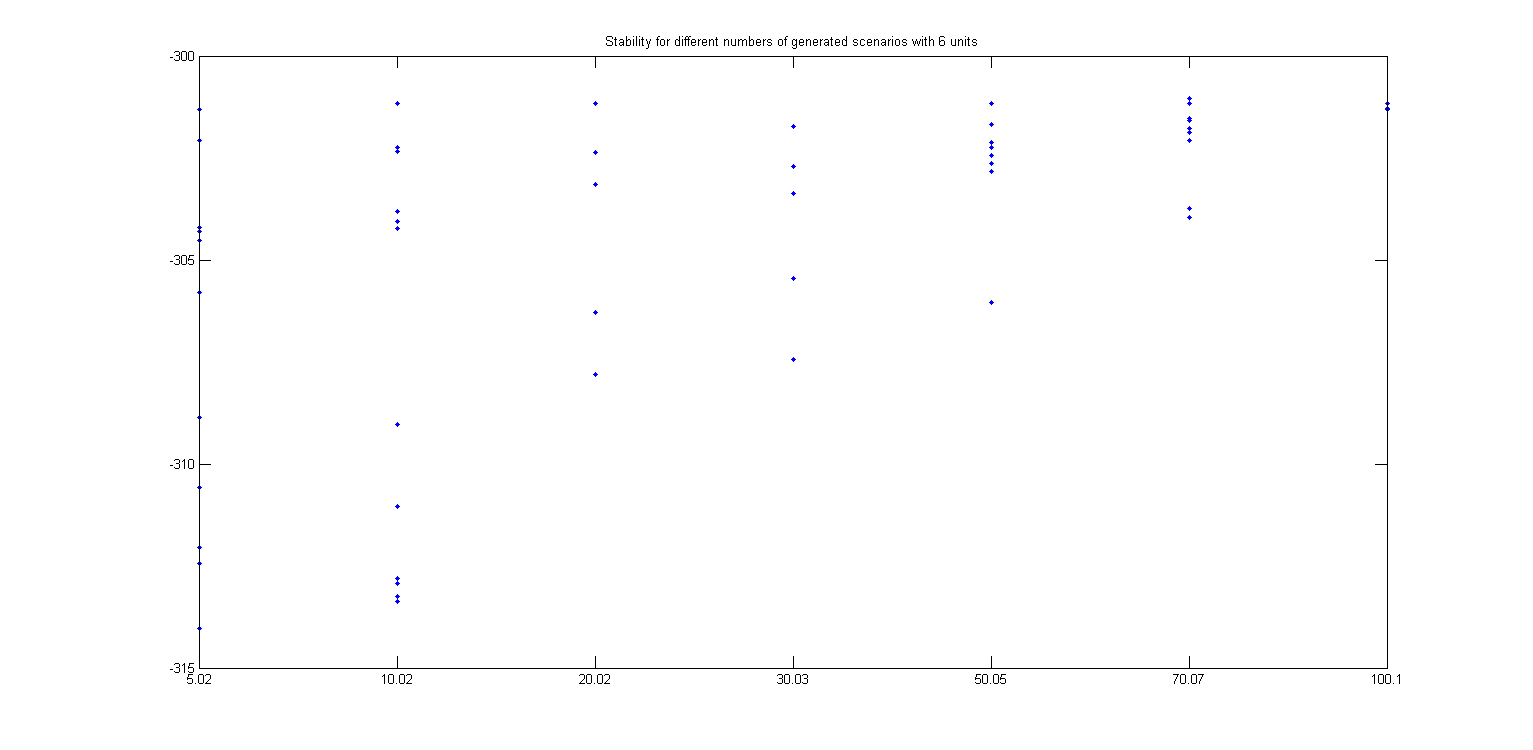 Stability for different numbers of generated scenarios with 6 units
-300
-305
-310
-315
5.02 10.02 20.02 30.03 50.05 70.07 100.1